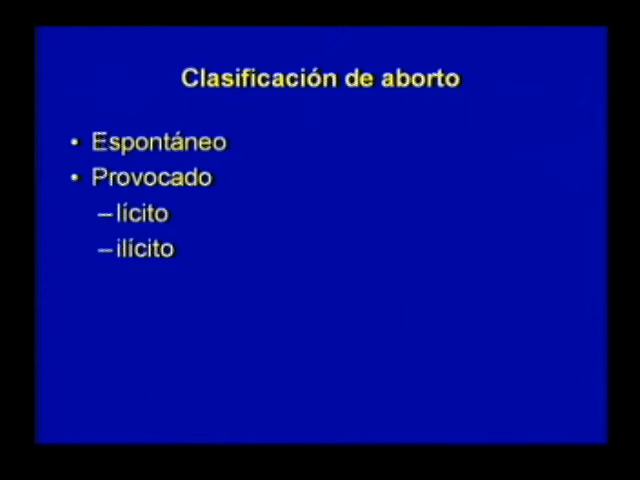 Clasificación de aborto
• Espontáneo
• Provocado
– lícito
– ilícito